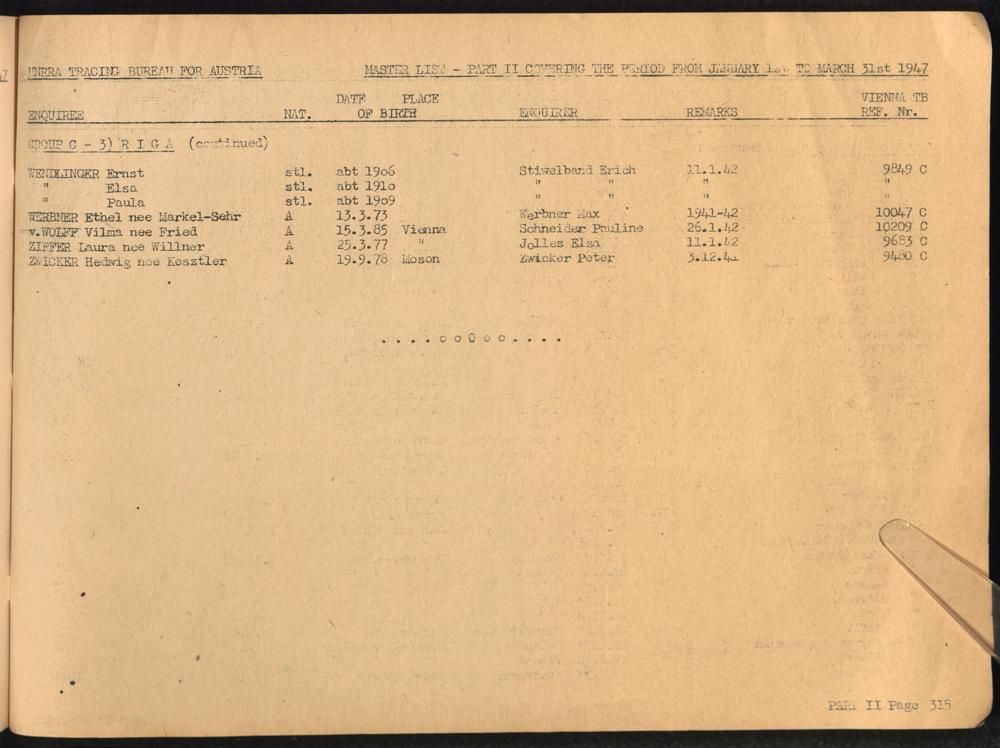 UNRRA TRACING BUREAU FOR AUSTRIA MASTER LIST - PART II COVERING THE PERIOD FROM JANUARY 1st TO MARCH 31st 1947
DATE PLACE VIENNA TB
ENQUIREE NAT. OF BIRTH ENQUIRER REMARKS REF. Nr.
GROUP C - 3) R I G A (continued)
WENDLINGER Ernst stl. abt 1906 Stiwelband Erich 11.1.42 9849 C
" Elsa stl. abt 1910 " " " "
" Paula stl. abt 1909 " " " "
WERBNER Ethel nee Markel-Sehr A 13.3.73 Werbner Max 1941-42 10047 C
v.WOLFF Vilma nee Fried A 15.3.85 Vienna Schneider Pauline 26.1.42 10209 C
ZIFFER Laura nee Willner A 25.3.77 " Jolles Elsa 11.1.42 9683 C
ZWICKER Hedwig nee Kesztler A 19.9.78 Moson Zwicker Peter 3.12.41 9480 C
. . . . o o O o o . . . .
PART II Page 315